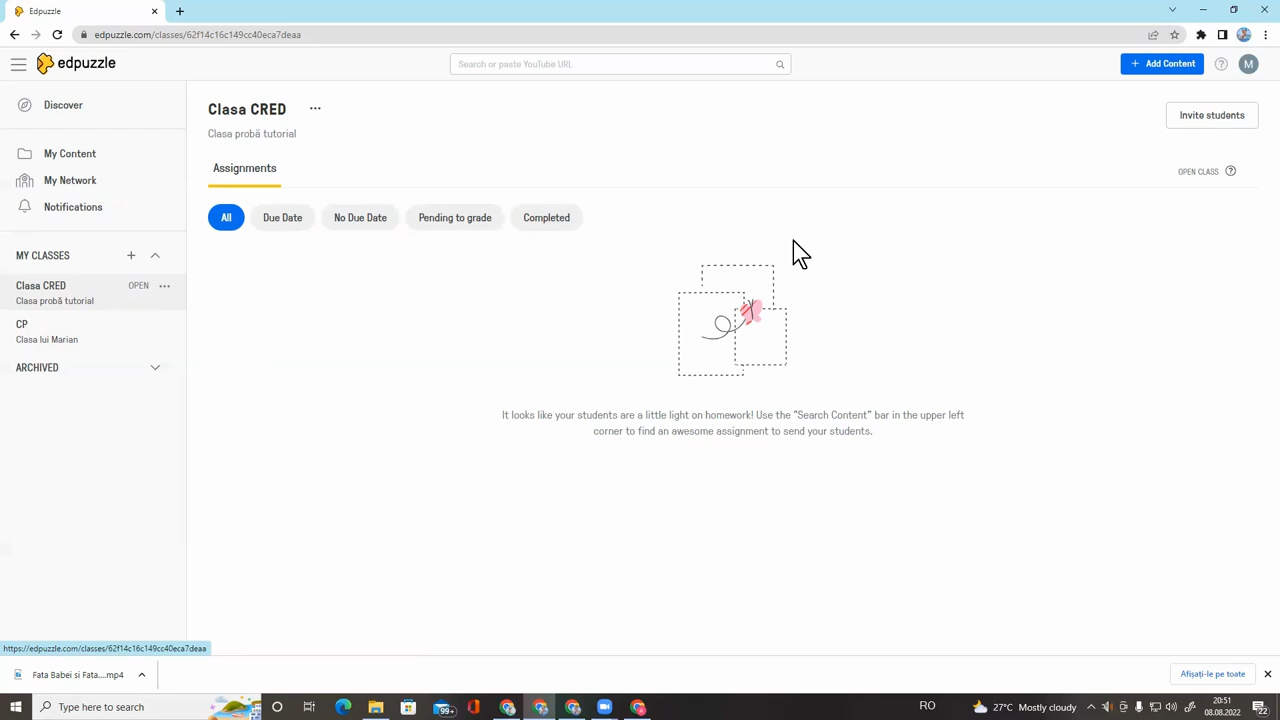 Edpuzzle
edpuzzle.com/classes/62f14c16c149cc40eca7deaa
edpuzzle
Search or paste YouTube URL
+ Add Content
?
M
Discover
My Content
My Network
Notifications
MY CLASSES +
Clasa CRED OPEN ...
Clasa probă tutorial
CP
Clasa lui Marian
ARCHIVED
Clasa CRED ...
Clasa probă tutorial
Invite students
Assignments
OPEN CLASS ?
All
Due Date
No Due Date
Pending to grade
Completed
It looks like your students are a little light on homework! Use the "Search Content" bar in the upper left
corner to find an awesome assignment to send your students.
https://edpuzzle.com/classes/62f14c16c149cc40eca7deaa
Fata Babei si Fata....mp4
Afișați-le pe toate
Type here to search
99+
RO
27°C Mostly cloudy
20:51
08.08.2022
22